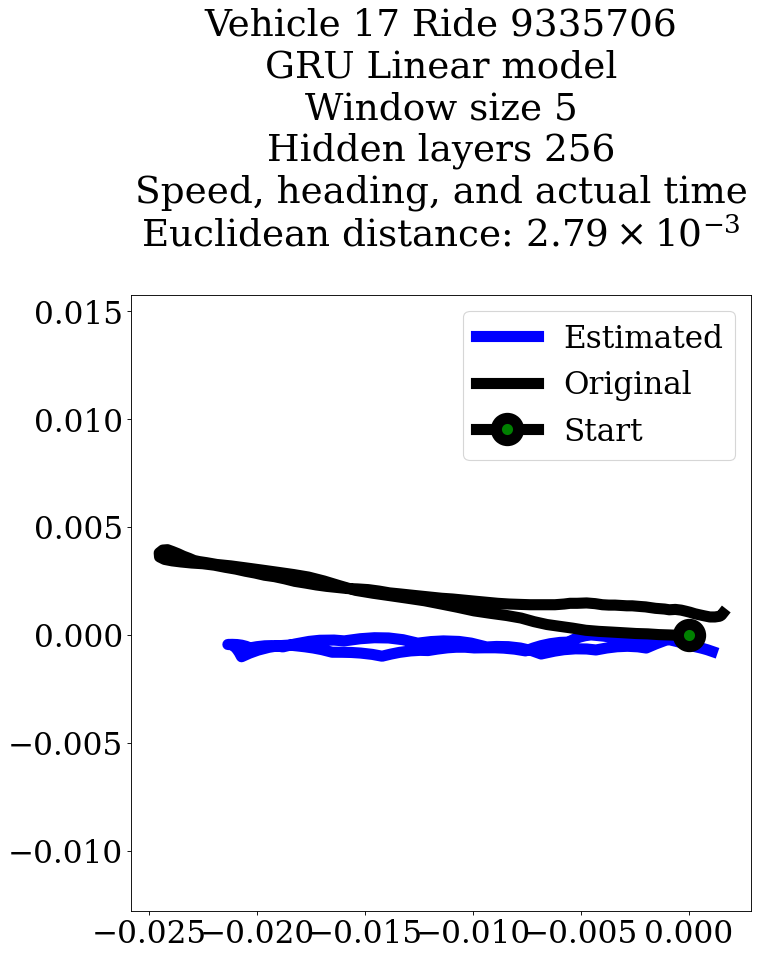 Vehicle 17 Ride 9335706
GRU Linear model
Window size 5
Hidden layers 256
Speed, heading, and actual time
Euclidean distance: 2.79 × 10⁻³
Estimated
Original
Start
0.015
0.010
0.005
0.000
−0.005
−0.010
−0.025 −0.020 −0.015 −0.010 −0.005 0.000